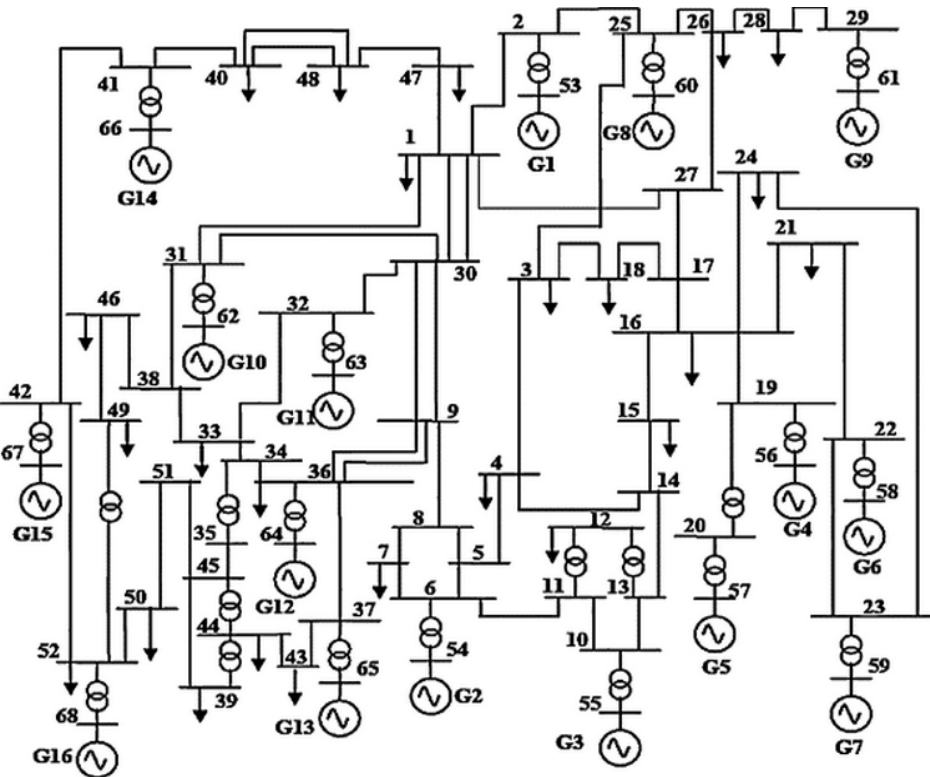 2 25 26 28 29
41 40 48 47 53 60 61
66 G1 G8 G9
G14 1 24
27
21
31 30 3 18 17
46 32 16
62
38 G10 63
42 G11 19
49 9 15
33
67 51 34 36 4 14 56 22
G15 58
35 64 8 12 20 G4
45 7 5 G6
50 G12 6 11 13 57
44 37 23
52 43 54 10
39 65 G5 59
68 G13 G2 55
G16 G3 G7